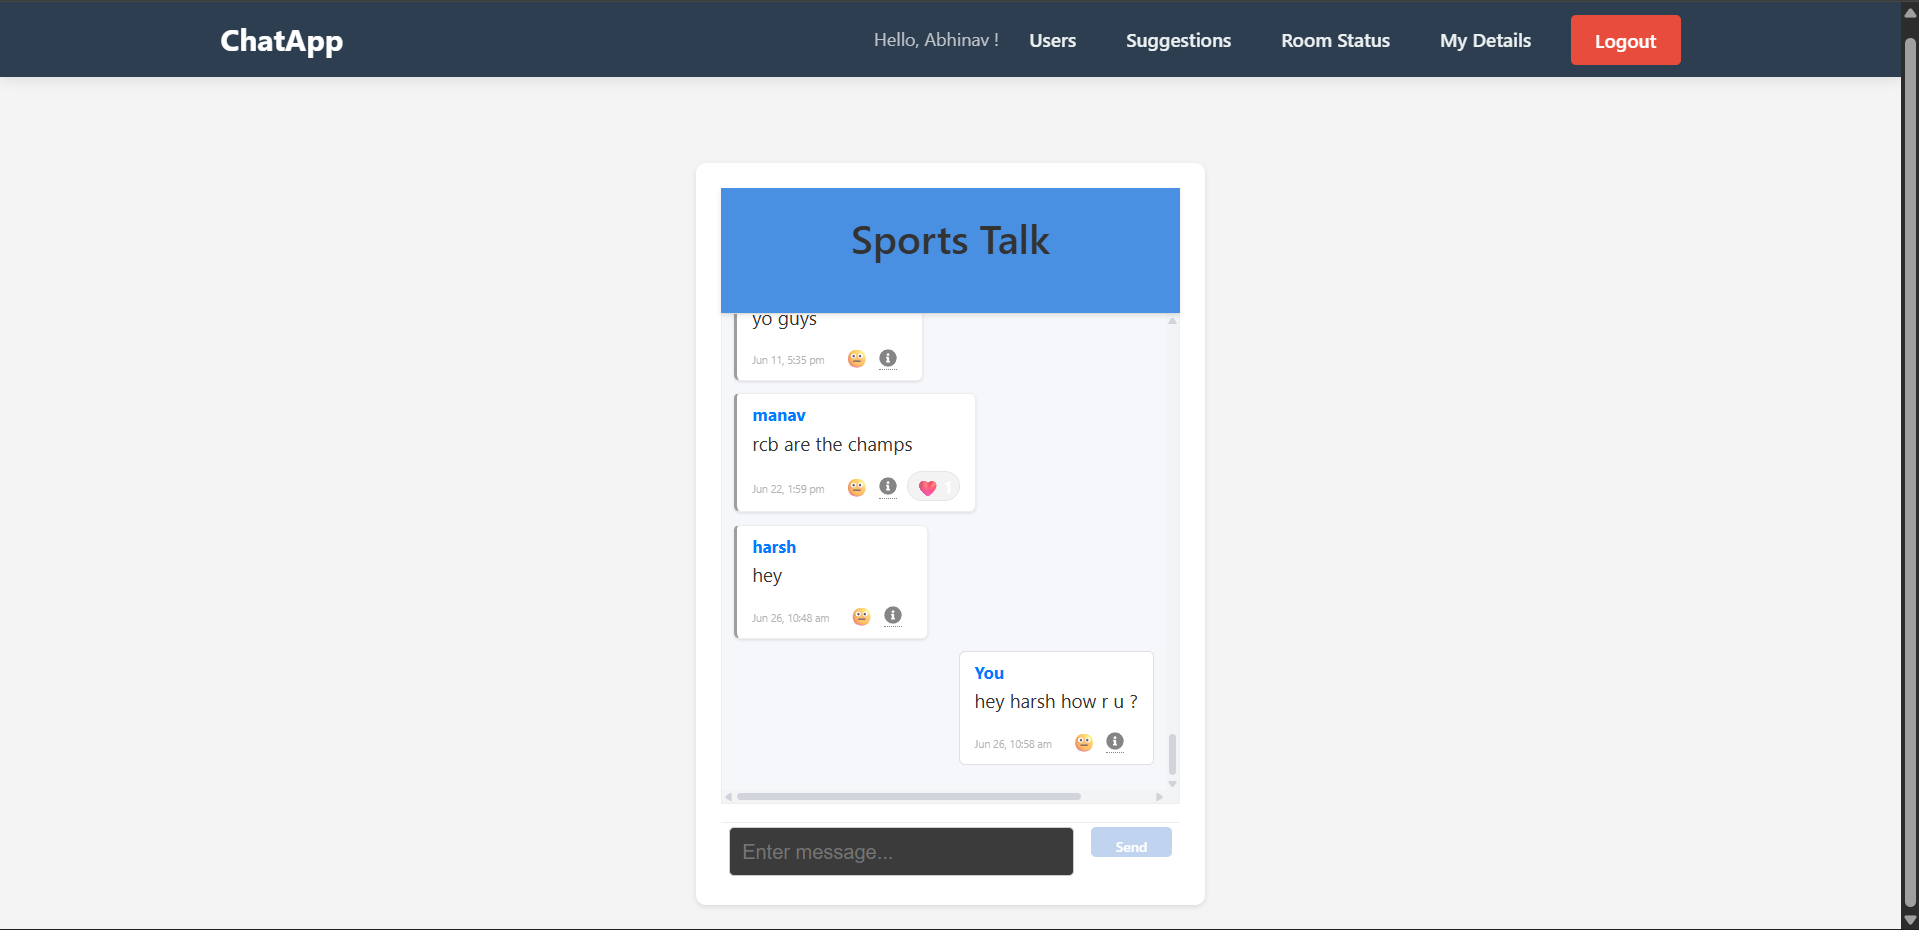 ChatApp
Hello, Abhinav !
Users
Suggestions
Room Status
My Details
Logout
Sports Talk
yo guys
Jun 11, 5:35 pm
manav
rcb are the champs
Jun 22, 1:59 pm
1
harsh
hey
Jun 26, 10:48 am
You
hey harsh how r u ?
Jun 26, 10:58 am
Enter message...
Send